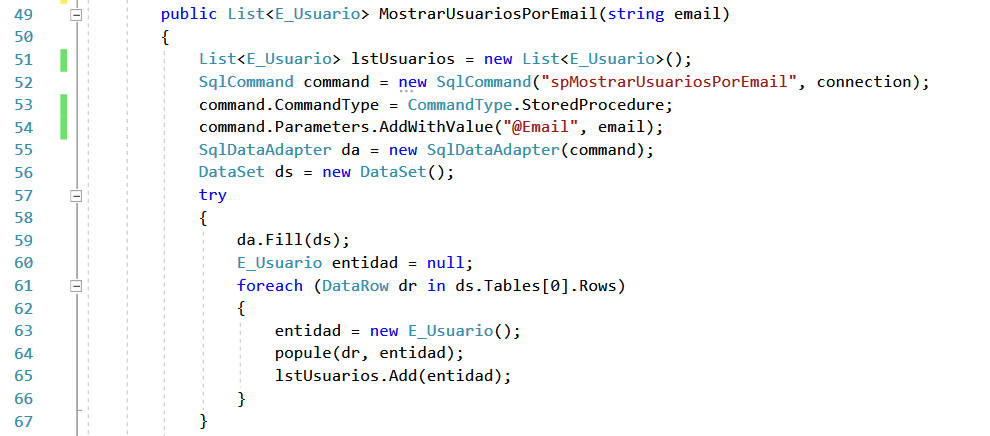 49 public List<E_Usuario> MostrarUsuariosPorEmail(string email)
50 {
51 List<E_Usuario> lstUsuarios = new List<E_Usuario>();
52 SqlCommand command = new SqlCommand("spMostrarUsuariosPorEmail", connection);
53 command.CommandType = CommandType.StoredProcedure;
54 command.Parameters.AddWithValue("@Email", email);
55 SqlDataAdapter da = new SqlDataAdapter(command);
56 DataSet ds = new DataSet();
57 try
58 {
59 da.Fill(ds);
60 E_Usuario entidad = null;
61 foreach (DataRow dr in ds.Tables[0].Rows)
62 {
63 entidad = new E_Usuario();
64 popule(dr, entidad);
65 lstUsuarios.Add(entidad);
66 }
67 }